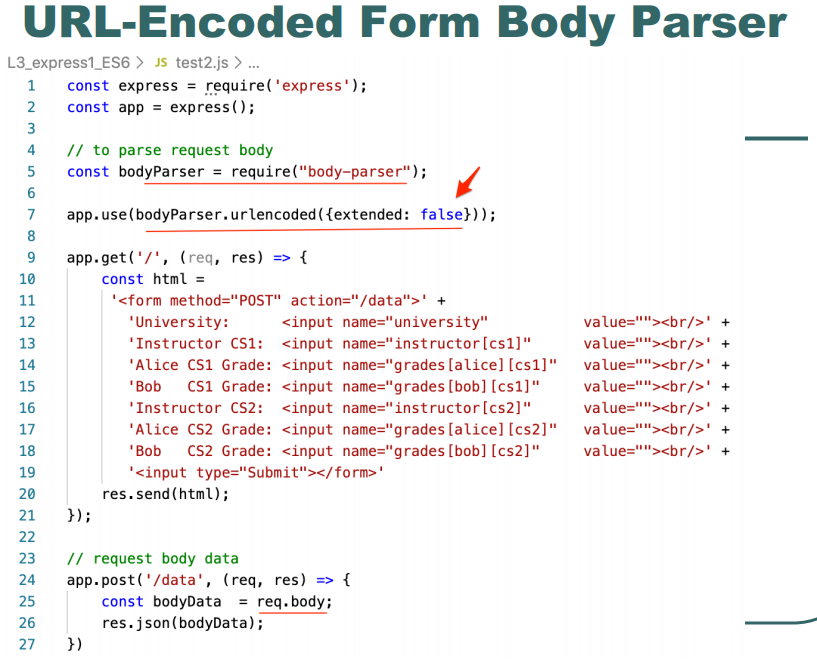 URL-Encoded Form Body Parser
L3_express1_ES6 > JS test2.js > ...
1 const express = require('express');
2 const app = express();
3
4 // to parse request body
5 const bodyParser = require("body-parser");
6
7 app.use(bodyParser.urlencoded({extended: false}));
8
9 app.get('/', (req, res) => {
10 const html =
11 '<form method="POST" action="/data">' +
12 'University: <input name="university" value=""><br/>' +
13 'Instructor CS1: <input name="instructor[cs1]" value=""><br/>' +
14 'Alice CS1 Grade: <input name="grades[alice][cs1]" value=""><br/>' +
15 'Bob CS1 Grade: <input name="grades[bob][cs1]" value=""><br/>' +
16 'Instructor CS2: <input name="instructor[cs2]" value=""><br/>' +
17 'Alice CS2 Grade: <input name="grades[alice][cs2]" value=""><br/>' +
18 'Bob CS2 Grade: <input name="grades[bob][cs2]" value=""><br/>' +
19 '<input type="Submit"></form>'
20 res.send(html);
21 });
22
23 // request body data
24 app.post('/data', (req, res) => {
25 const bodyData = req.body;
26 res.json(bodyData);
27 })